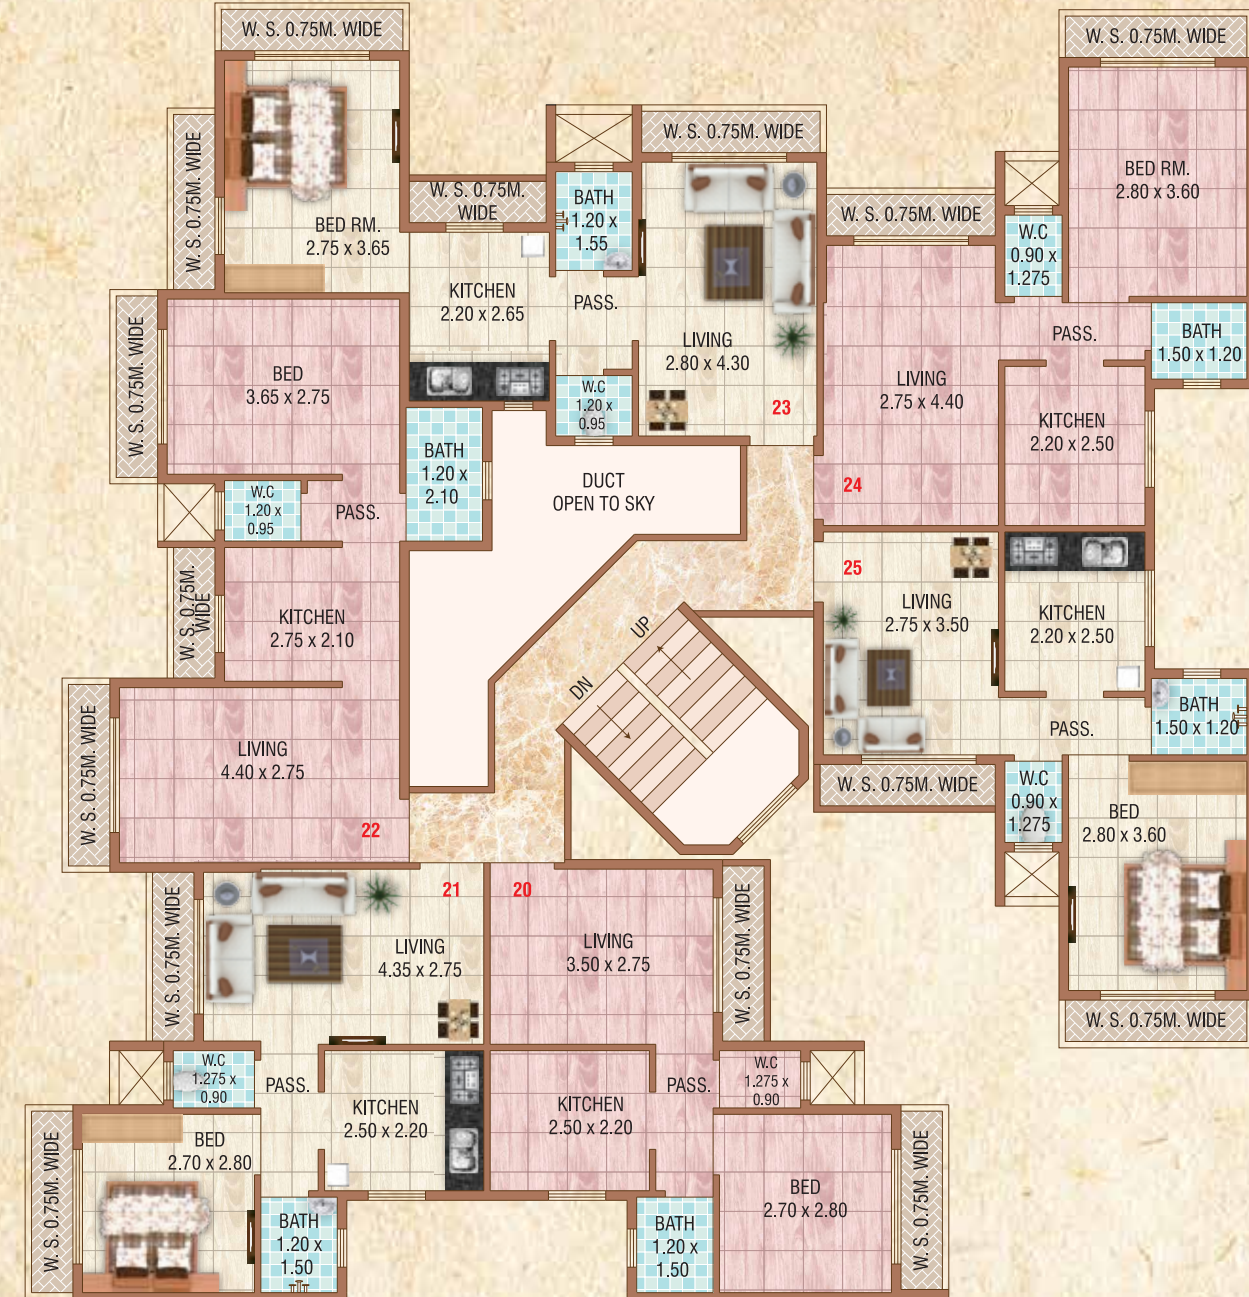 W. S. 0.75M. WIDE
W. S. 0.75M. WIDE
BED RM.
2.75 x 3.65
W. S. 0.75M.
WIDE
KITCHEN
2.20 x 2.65
BATH
1.20 x
1.55
PASS.
W.C
1.20 x
0.95
W. S. 0.75M. WIDE
LIVING
2.80 x 4.30
23
W. S. 0.75M. WIDE
LIVING
2.75 x 4.40
24
W.C
0.90 x
1.275
W. S. 0.75M. WIDE
BED RM.
2.80 x 3.60
PASS.
BATH
1.50 x 1.20
KITCHEN
2.20 x 2.50
W. S. 0.75M. WIDE
BED
3.65 x 2.75
BATH
1.20 x
2.10
W.C
1.20 x
0.95
PASS.
DUCT
OPEN TO SKY
W. S. 0.75M.
WIDE
KITCHEN
2.75 x 2.10
W. S. 0.75M. WIDE
LIVING
4.40 x 2.75
22
UP
DN
25
LIVING
2.75 x 3.50
KITCHEN
2.20 x 2.50
PASS.
BATH
1.50 x 1.20
W. S. 0.75M. WIDE
W.C
0.90 x
1.275
BED
2.80 x 3.60
W. S. 0.75M. WIDE
W. S. 0.75M. WIDE
21
LIVING
4.35 x 2.75
20
LIVING
3.50 x 2.75
W. S. 0.75M. WIDE
W.C
1.275 x
0.90
PASS.
KITCHEN
2.50 x 2.20
KITCHEN
2.50 x 2.20
PASS.
W.C
1.275 x
0.90
W. S. 0.75M. WIDE
BED
2.70 x 2.80
BATH
1.20 x
1.50
BATH
1.20 x
1.50
BED
2.70 x 2.80
W. S. 0.75M. WIDE